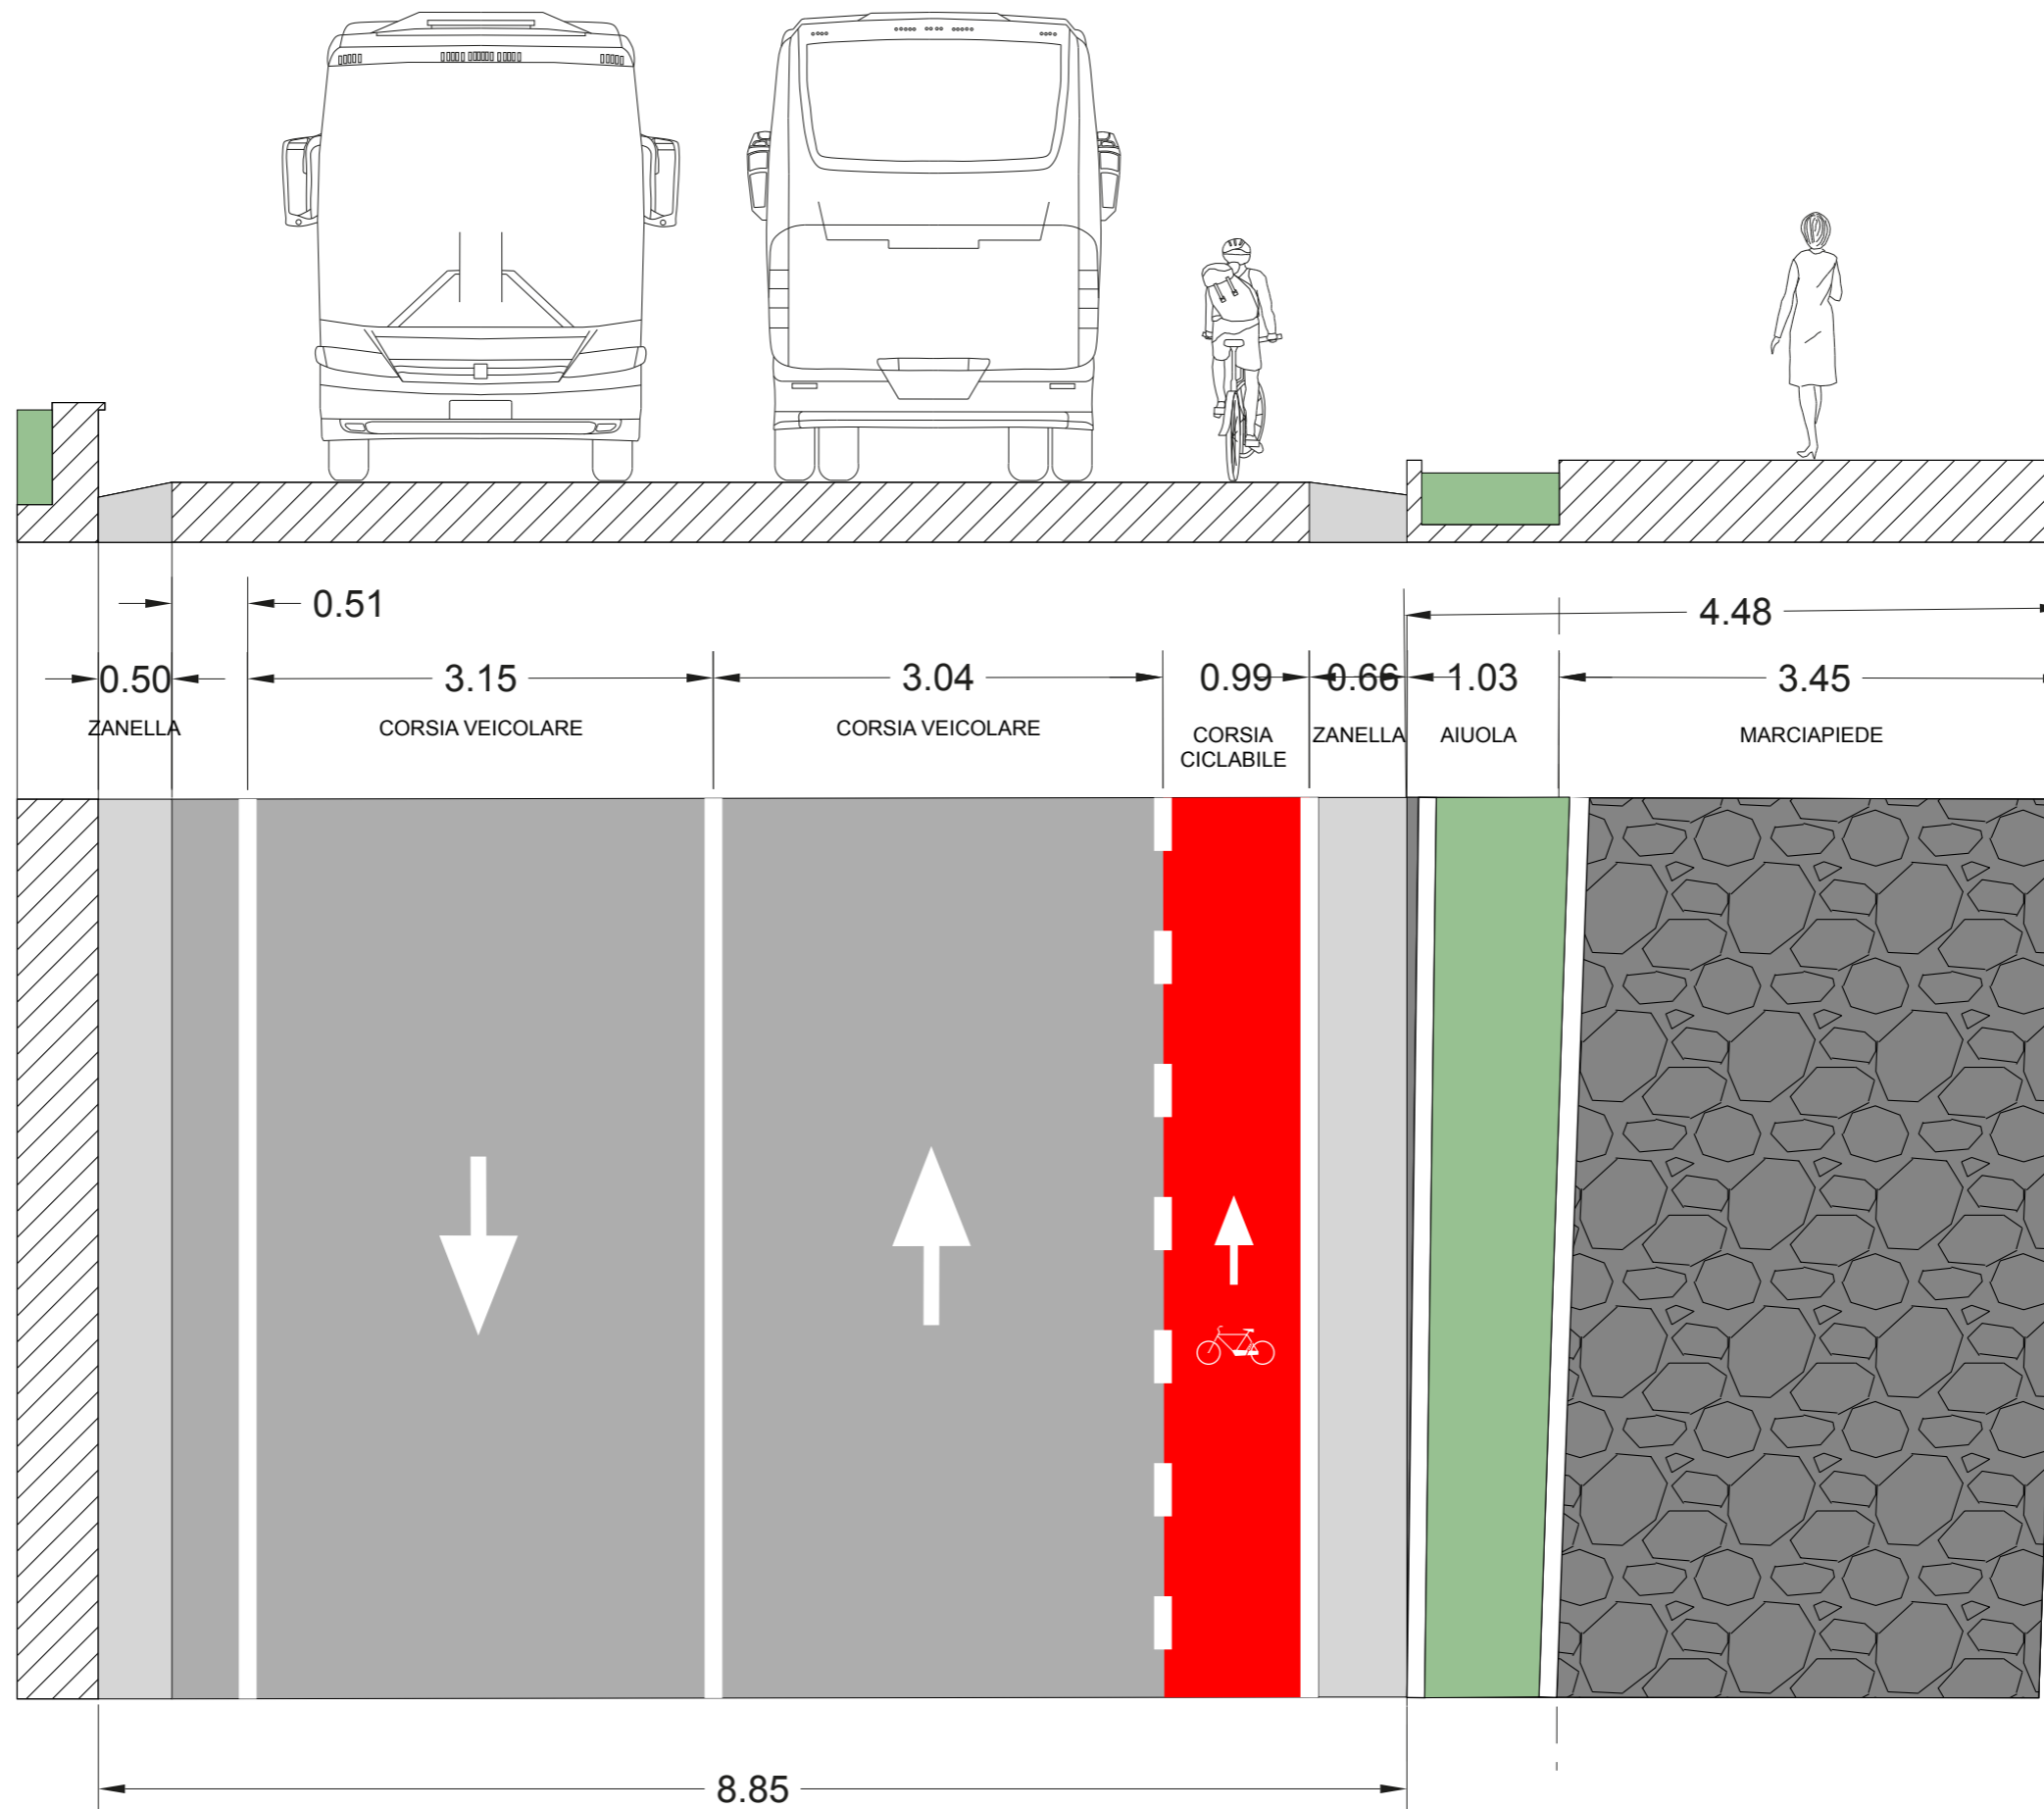 0.51
4.48
0.50 3.15 3.04 0.99 0.66 1.03 3.45
ZANELLA CORSIA VEICOLARE CORSIA VEICOLARE CORSIA ZANELLA AIUOLA MARCIAPIEDE
CICLABILE
8.85